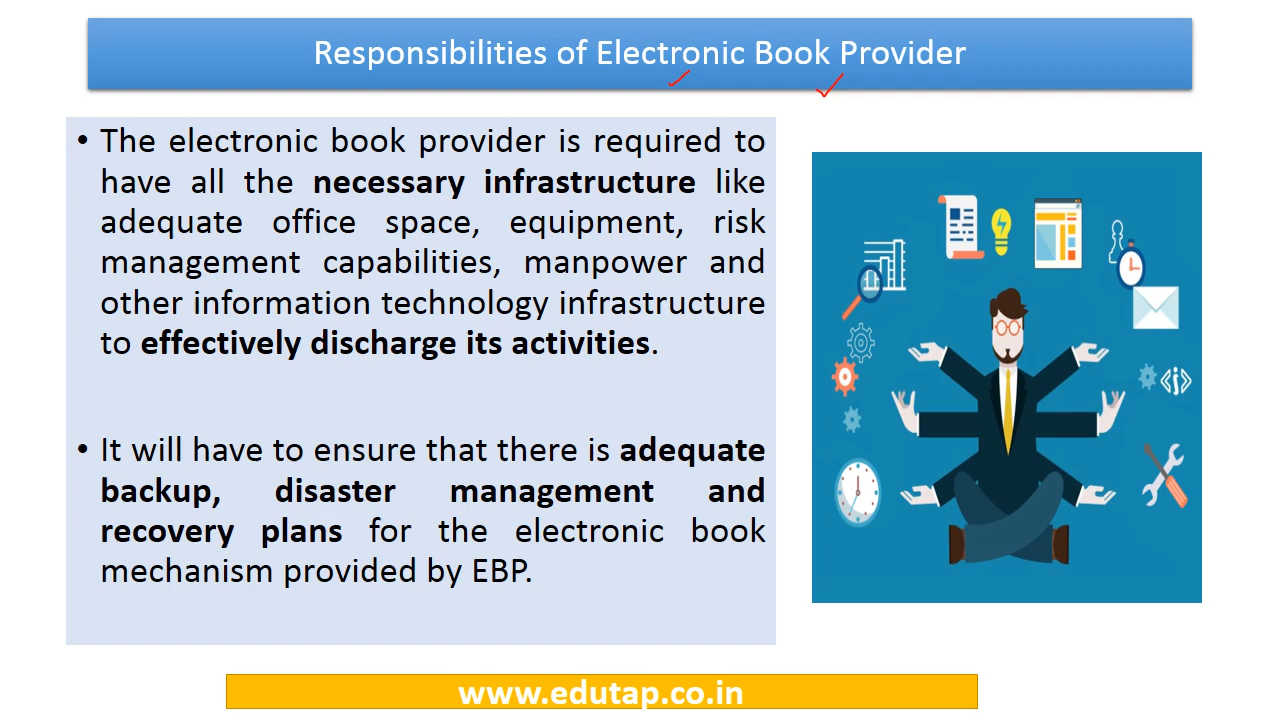 Responsibilities of Electronic Book Provider
• The electronic book provider is required to
have all the necessary infrastructure like
adequate office space, equipment, risk
management capabilities, manpower and
other information technology infrastructure
to effectively discharge its activities.
• It will have to ensure that there is adequate
backup, disaster management and
recovery plans for the electronic book
mechanism provided by EBP.
www.edutap.co.in